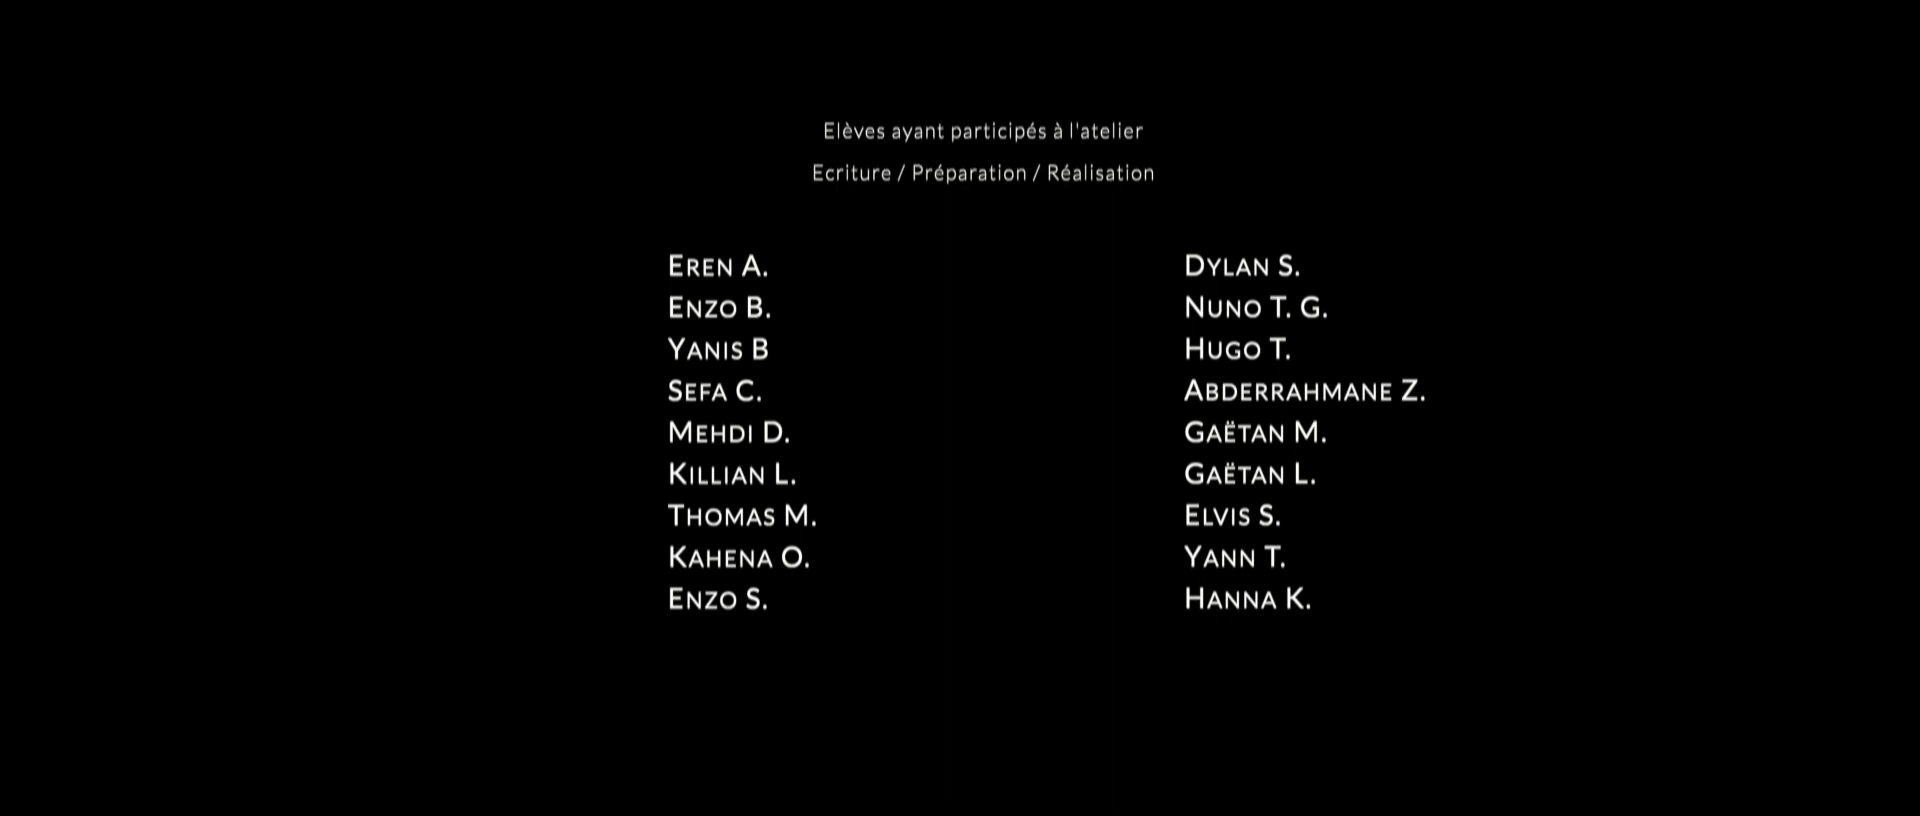 Elèves ayant participés à l'atelier
Ecriture / Préparation / Réalisation
EREN A.
ENZO B.
YANIS B
SEFA C.
MEHDI D.
KILLIAN L.
THOMAS M.
KAHENA O.
ENZO S.
DYLAN S.
NUNO T. G.
HUGO T.
ABDERRAHMANE Z.
GAËTAN M.
GAËTAN L.
ELVIS S.
YANN T.
HANNA K.